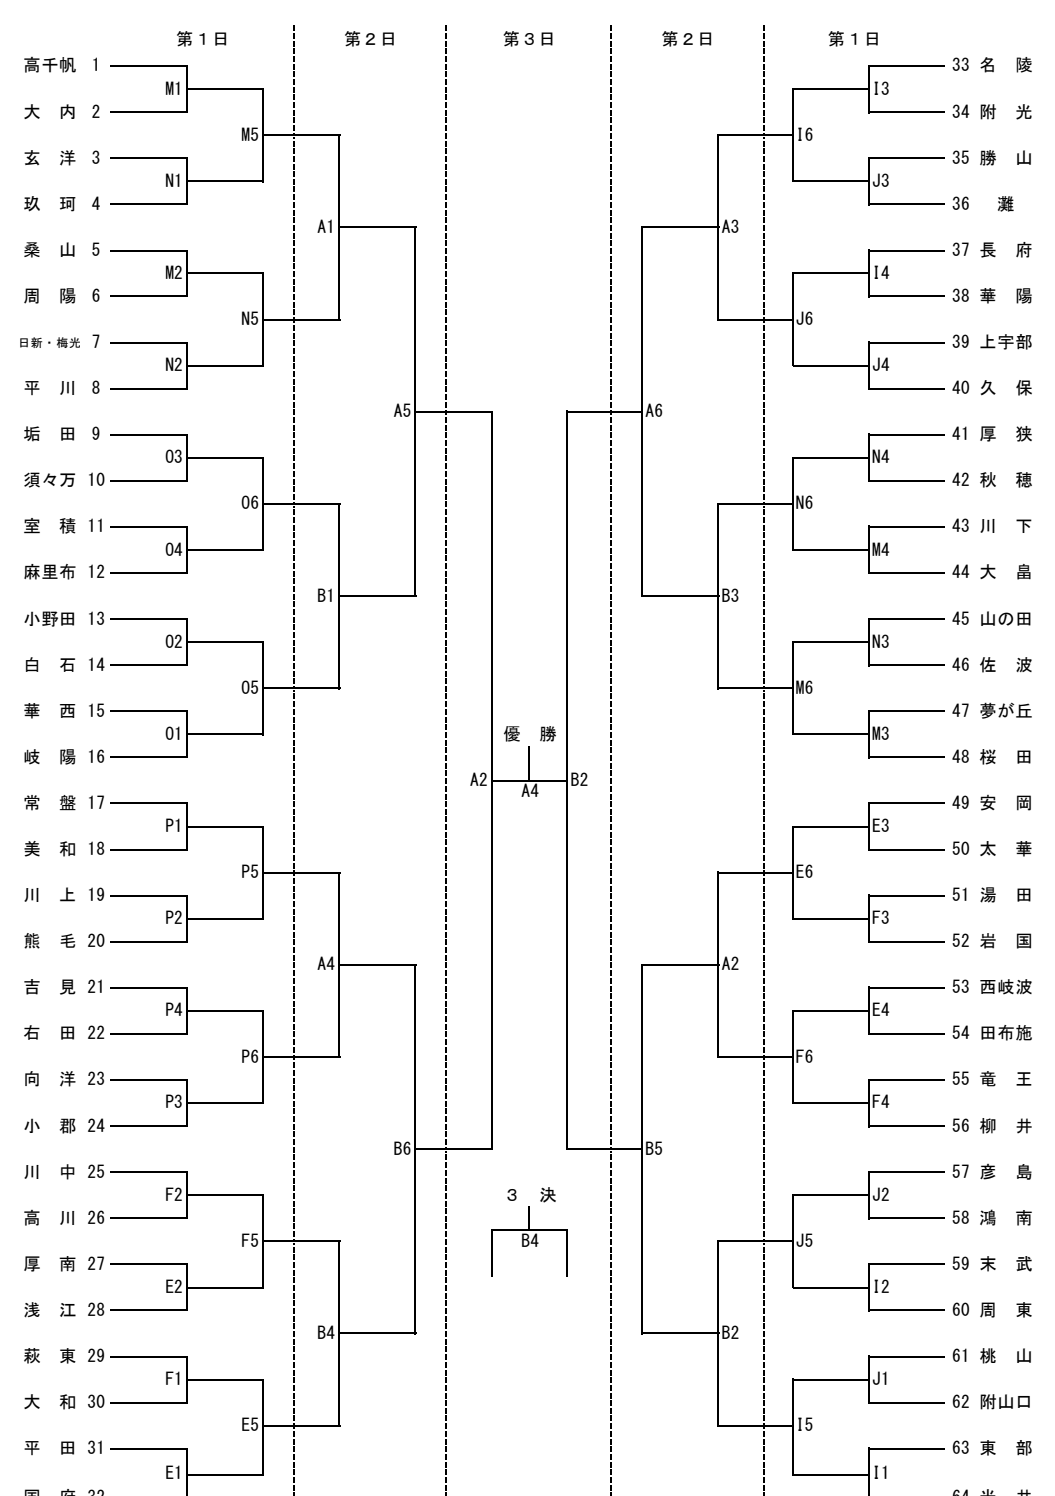 第１日 第２日 第３日 第２日 第１日
高千帆 1
M1
大 内 2
M5
玄 洋 3
N1
玖 珂 4
A1
桑 山 5
M2
周 陽 6
N5
日新・梅光 7
N2
平 川 8
A5
垢 田 9
O3
須々万 10
O6
室 積 11
O4
麻里布 12
B1
小野田 13
O2
白 石 14
O5
華 西 15
O1
岐 陽 16
A2
常 盤 17
P1
美 和 18
P5
川 上 19
P2
熊 毛 20
A4
吉 見 21
P4
右 田 22
P6
向 洋 23
P3
小 郡 24
B6
川 中 25
F2
高 川 26
F5
厚 南 27
E2
浅 江 28
B4
萩 東 29
F1
大 和 30
E5
平 田 31
E1
優 勝
A4
３ 決
B4
33 名 陵
I3
34 附 光
I6
35 勝 山
J3
36 灘
A3
37 長 府
I4
38 華 陽
J6
39 上宇部
J4
40 久 保
A6
41 厚 狭
N4
42 秋 穂
N6
43 川 下
M4
44 大 畠
B3
45 山の田
N3
46 佐 波
M6
47 夢が丘
M3
48 桜 田
B2
49 安 岡
E3
50 太 華
E6
51 湯 田
F3
52 岩 国
A2
53 西岐波
E4
54 田布施
F6
55 竜 王
F4
56 柳 井
B5
57 彦 島
J2
58 鴻 南
J5
59 末 武
I2
60 周 東
B2
61 桃 山
J1
62 附山口
I5
63 東 部
I1